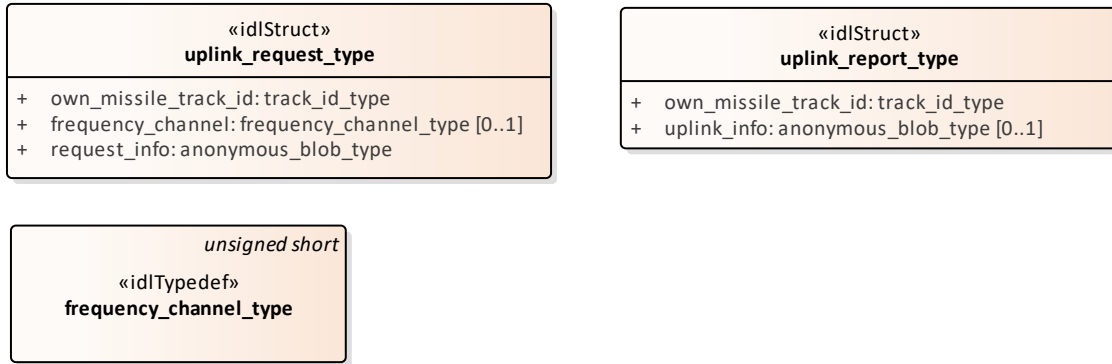 «idlStruct»
uplink_request_type
+ own_missile_track_id: track_id_type
+ frequency_channel: frequency_channel_type [0..1]
+ request_info: anonymous_blob_type
«idlStruct»
uplink_report_type
+ own_missile_track_id: track_id_type
+ uplink_info: anonymous_blob_type [0..1]
unsigned short
«idlTypedef»
frequency_channel_type